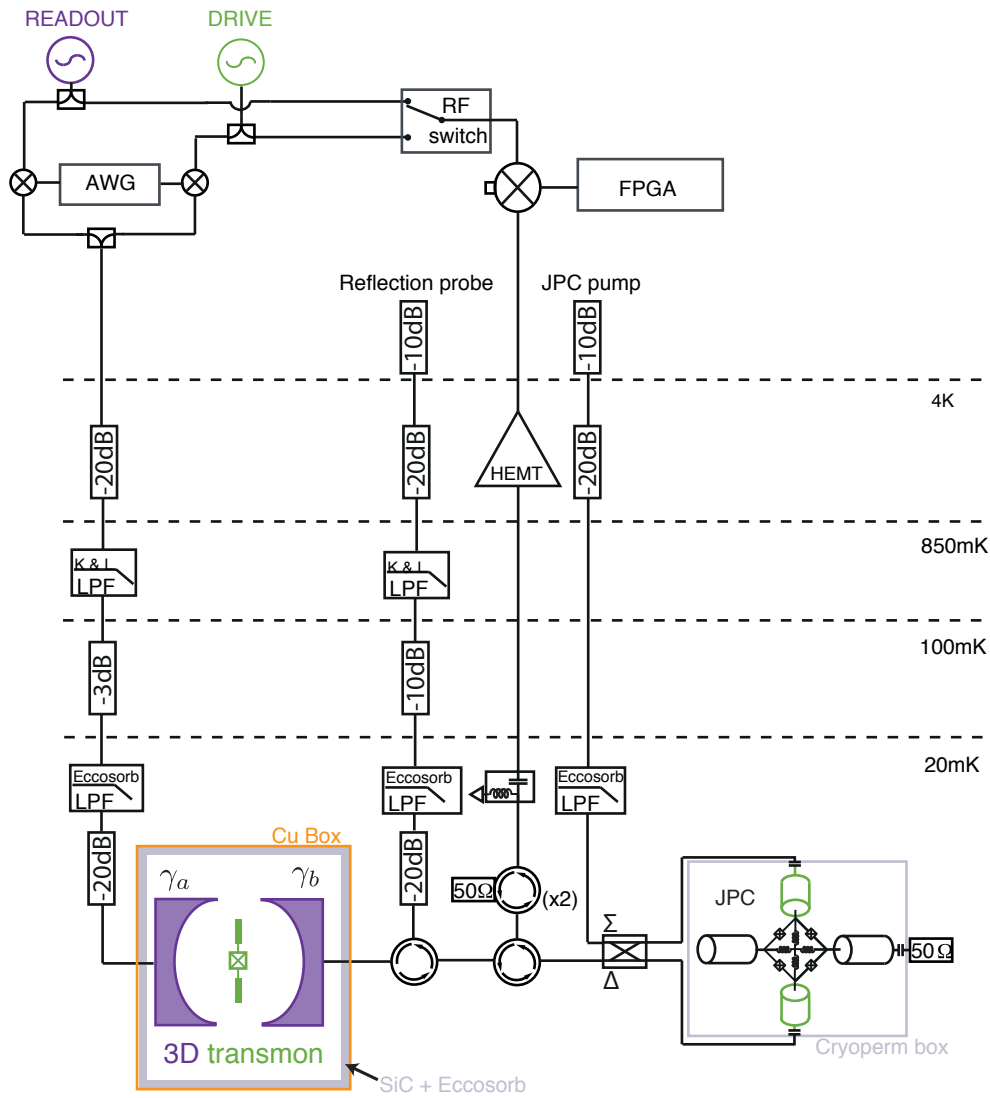 READOUT
DRIVE
RF
switch
AWG
FPGA
Reflection probe
JPC pump
-10dB
-10dB
4K
-20dB
-20dB
HEMT
-20dB
850mK
K & L
LPF
K & L
LPF
100mK
-3dB
-10dB
20mK
Eccosorb
LPF
Eccosorb
LPF
Eccosorb
LPF
-20dB
Cu Box
-20dB
50Ω
(x2)
γa
γb
JPC
Σ
Δ
50Ω
3D transmon
Cryoperm box
SiC + Eccosorb